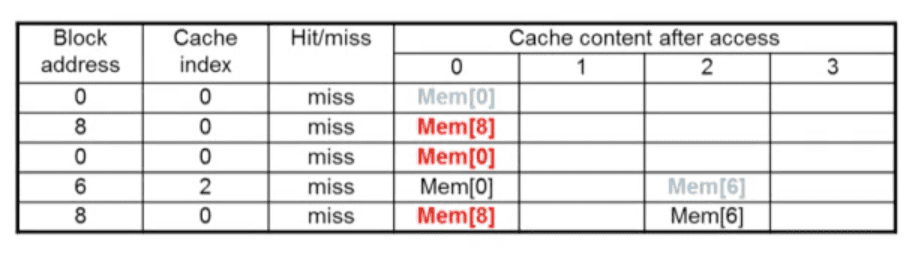 Block address Cache index Hit/miss Cache content after access
0 1 2 3
0 0 miss Mem[0]
8 0 miss Mem[8]
0 0 miss Mem[0]
6 2 miss Mem[0] Mem[6]
8 0 miss Mem[8] Mem[6]